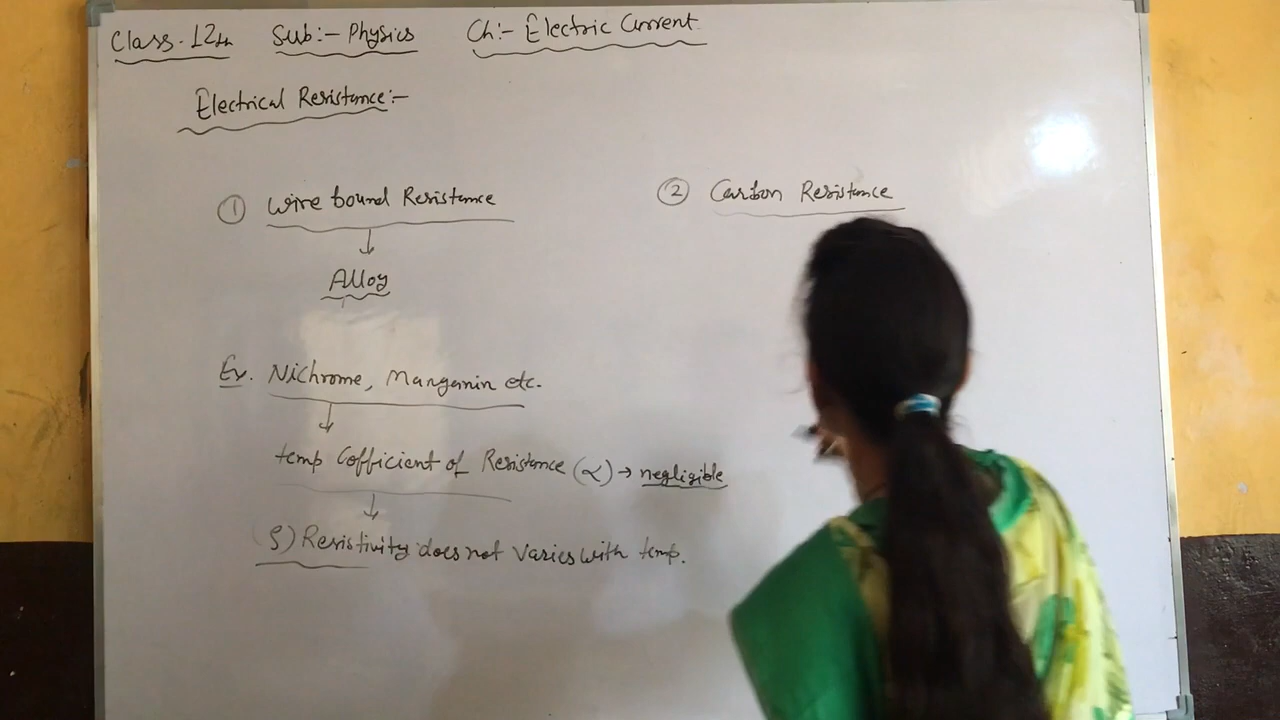 Class. 12th Sub:- Physics Ch:- Electric Current
Electrical Resistance:-
① Wire bound Resistance
↓
Alloy
Ex. Nichrome, Manganin etc.
↓
temp Cofficient of Resistance (α) → negligible
↓
(ρ) Resistivity does not varies with temp.
② Carbon Resistance